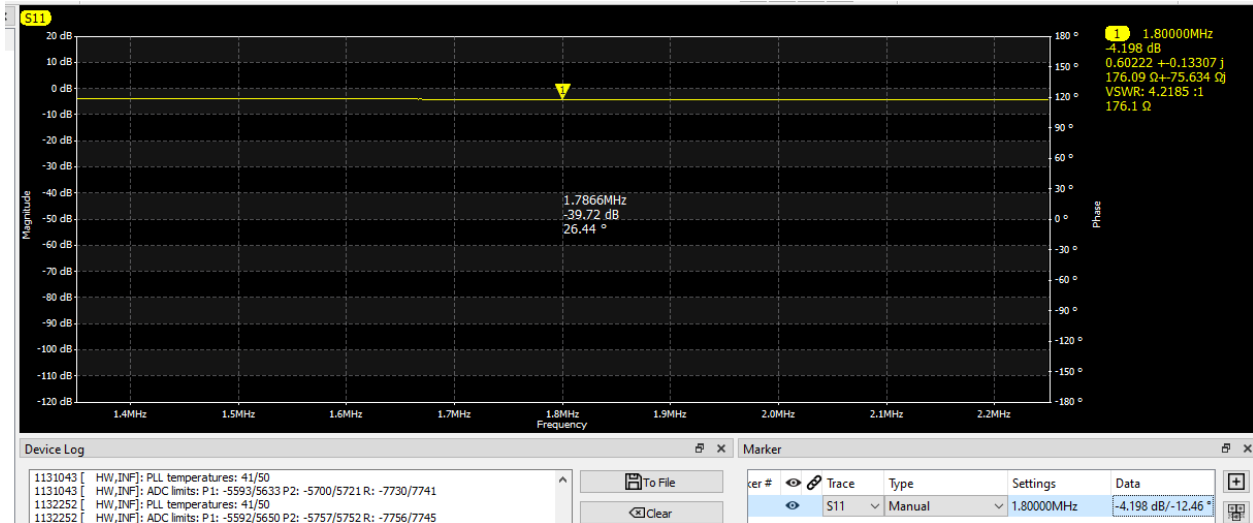 S11
20 dB
10 dB
0 dB
-10 dB
-20 dB
-30 dB
-40 dB
-50 dB
-60 dB
-70 dB
-80 dB
-90 dB
-100 dB
-110 dB
-120 dB
Magnitude
1
1.7866MHz
-39.72 dB
26.44 °
180 °
150 °
120 °
90 °
60 °
30 °
0 °
-30 °
-60 °
-90 °
-120 °
-150 °
-180 °
Phase
1.4MHz 1.5MHz 1.6MHz 1.7MHz 1.8MHz 1.9MHz 2.0MHz 2.1MHz 2.2MHz
Frequency
1 1.80000MHz
-4.198 dB
0.60222 +-0.13307 j
176.09 Ω+-75.634 Ωj
VSWR: 4.2185 :1
176.1 Ω
Device Log
1131043 [ HW,INF]: PLL temperatures: 41/50
1131043 [ HW,INF]: ADC limits: P1: -5593/5633 P2: -5700/5721 R: -7730/7741
1132252 [ HW,INF]: PLL temperatures: 41/50
1132252 [ HW,INF]: ADC limits: P1: -5592/5650 P2: -5757/5752 R: -7756/7745
To File
Clear
Marker
ker # Trace Type Settings Data
S11 Manual 1.80000MHz -4.198 dB/-12.46 °